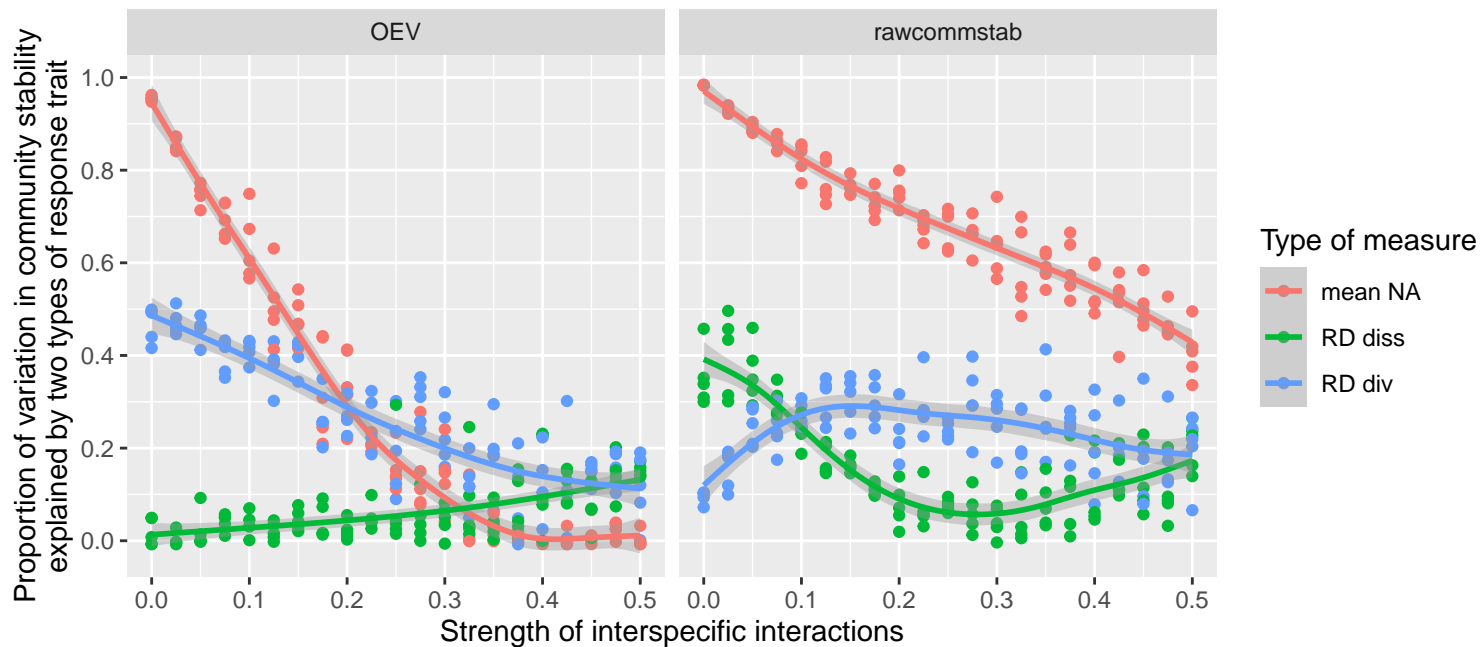 OEV
rawcommstab
Proportion of variation in community stability
explained by two types of response trait
1.0
0.8
0.6
0.4
0.2
0.0
0.0 0.1 0.2 0.3 0.4 0.5
0.0 0.1 0.2 0.3 0.4 0.5
Strength of interspecific interactions
Type of measure
mean NA
RD diss
RD div